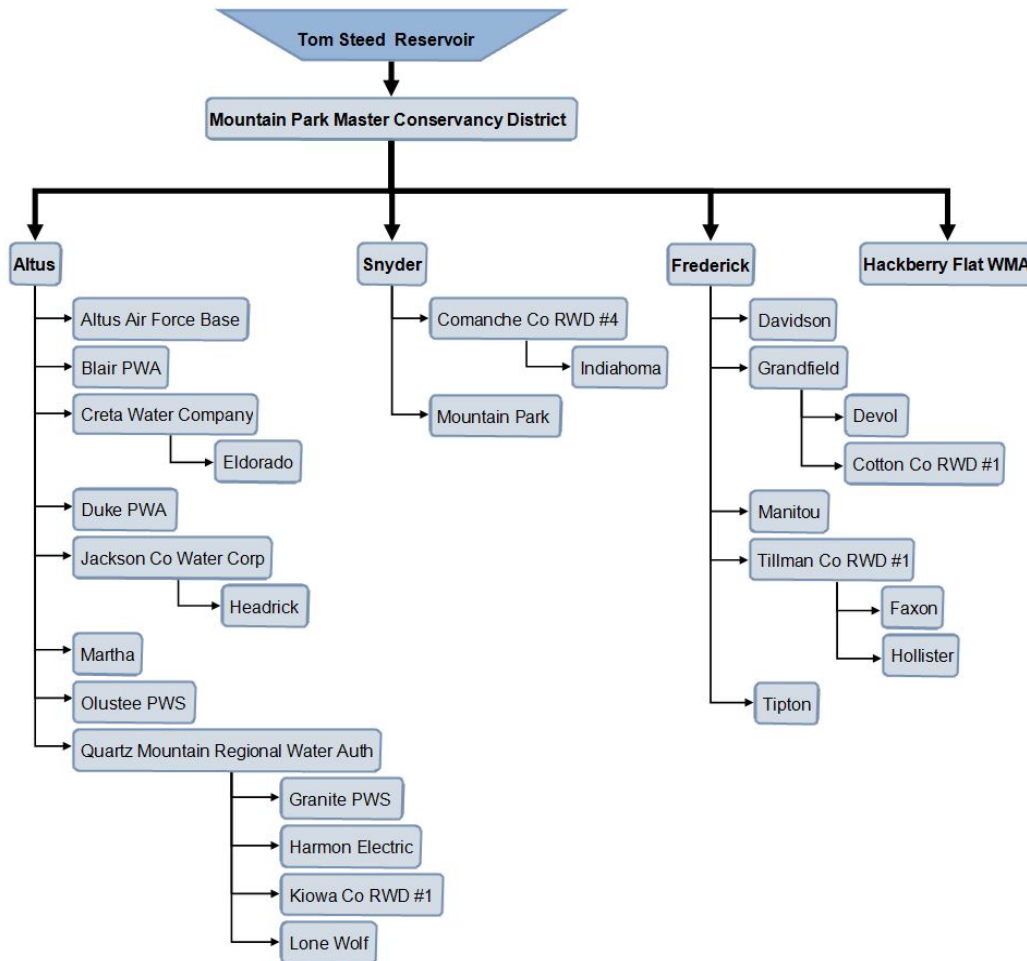 Tom Steed Reservoir
Mountain Park Master Conservancy District
Altus
Snyder
Frederick
Hackberry Flat WMA
Altus Air Force Base
Blair PWA
Creta Water Company
Eldorado
Duke PWA
Jackson Co Water Corp
Headrick
Martha
Olustee PWS
Quartz Mountain Regional Water Auth
Granite PWS
Harmon Electric
Kiowa Co RWD #1
Lone Wolf
Comanche Co RWD #4
Indiahoma
Mountain Park
Davidson
Grandfield
Devol
Cotton Co RWD #1
Manitou
Tillman Co RWD #1
Faxon
Hollister
Tipton